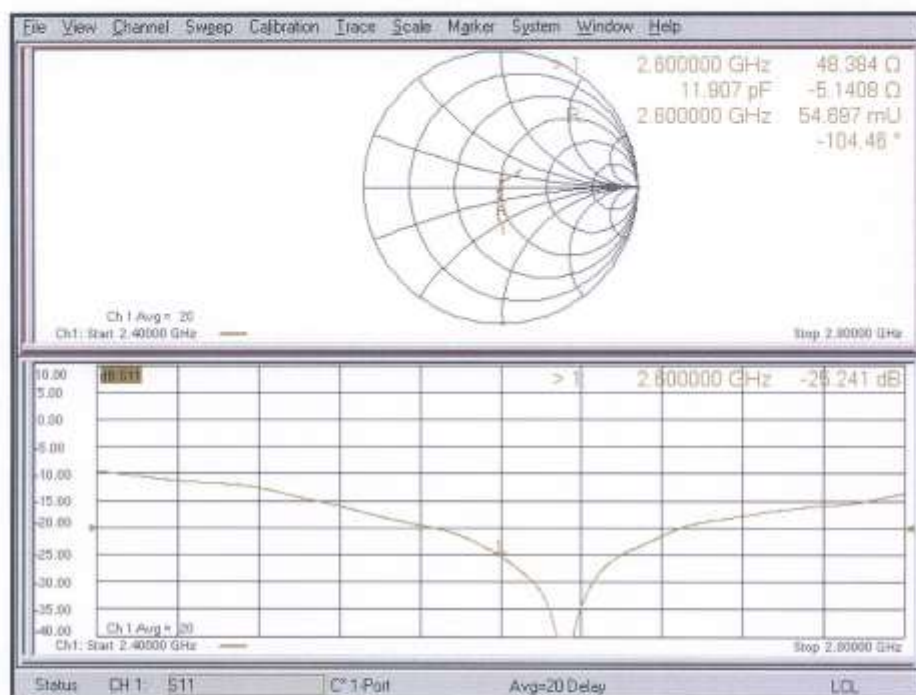 File View Channel Sweep Calibration Trace Scale Marker System Window Help
> 1 2.600000 GHz 48.384 Ω
11.907 pF -5.1408 Ω
2.600000 GHz 54.697 mU
-104.46 °
Ch 1 Avg = 20
Ch1: Start 2.40000 GHz
Stop 2.80000 GHz
10.00
dB S11
> 1 2.600000 GHz -25.241 dB
5.00
0.00
-5.00
-10.00
-15.00
-20.00
-25.00
1
-30.00
-35.00
-40.00
Ch 1 Avg = 20
Ch1: Start 2.40000 GHz
Stop 2.80000 GHz
Status CH 1: S11 C* 1-Port Avg=20 Delay LCL